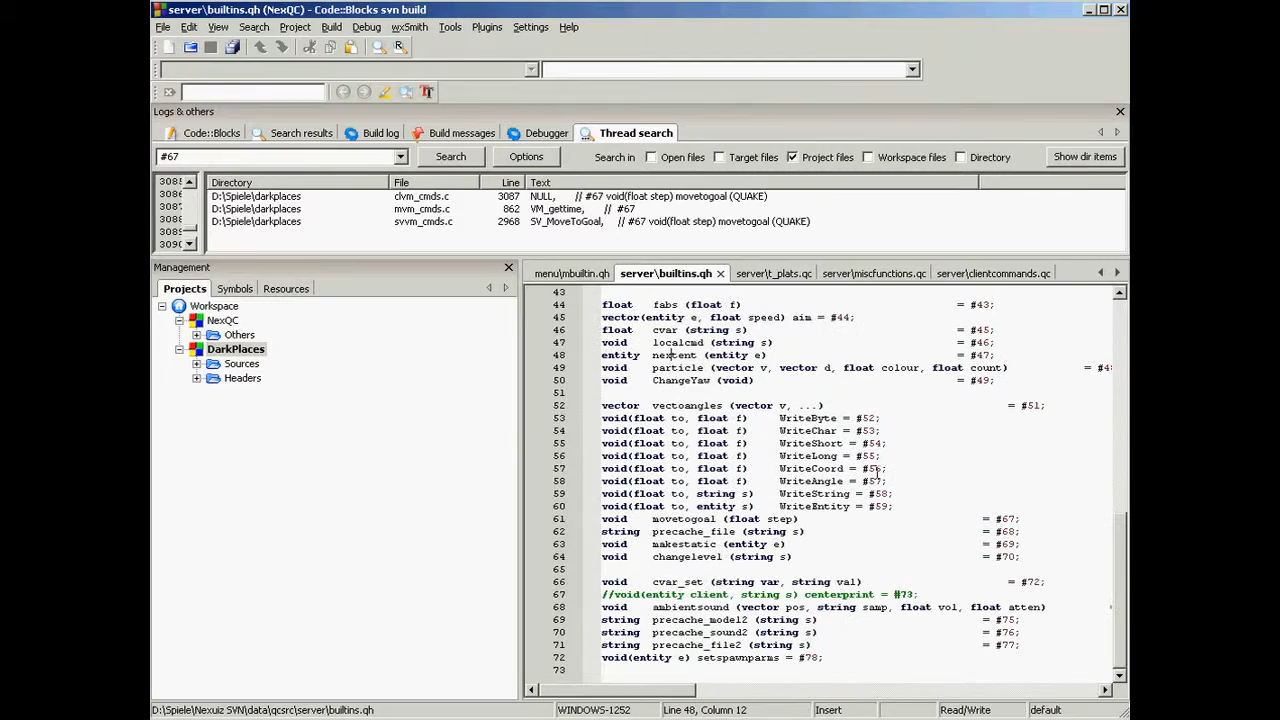 server\builtins.qh (NexQC) - Code::Blocks svn build
File Edit View Search Project Build Debug wxSmith Tools Plugins Settings Help
Logs & others
Code::Blocks Search results Build log Build messages Debugger Thread search
#67 Search Options Search in Open files Target files Project files Workspace files Directory Show dir items
Directory File Line Text
D:\Spiele\darkplaces clvm_cmds.c 3087 NULL, // #67 void(float step) movetogoal (QUAKE)
D:\Spiele\darkplaces mvm_cmds.c 862 VM_gettime, // #67
D:\Spiele\darkplaces svvm_cmds.c 2968 SV_MoveToGoal, // #67 void(float step) movetogoal (QUAKE)
Management
Projects Symbols Resources
Workspace
NexQC
Others
DarkPlaces
Sources
Headers
menu\mbuiltin.qh server\builtins.qh server\t_plats.qc server\miscfunctions.qc server\clientcommands.qc
43
44 float fabs (float f) = #43;
45 vector(entity e, float speed) aim = #44;
46 float cvar (string s) = #45;
47 void localcmd (string s) = #46;
48 entity nextent (entity e) = #47;
49 void particle (vector v, vector d, float colour, float count) = #48
50 void ChangeYaw (void) = #49;
51
52 vector vectoangles (vector v, ...) = #51;
53 void(float to, float f) WriteByte = #52;
54 void(float to, float f) WriteChar = #53;
55 void(float to, float f) WriteShort = #54;
56 void(float to, float f) WriteLong = #55;
57 void(float to, float f) WriteCoord = #56;
58 void(float to, float f) WriteAngle = #57;
59 void(float to, string s) WriteString = #58;
60 void(float to, entity s) WriteEntity = #59;
61 void movetogoal (float step) = #67;
62 string precache_file (string s) = #68;
63 void makestatic (entity e) = #69;
64 void changelevel (string s) = #70;
65
66 void cvar_set (string var, string val) = #72;
67 //void(entity client, string s) centerprint = #73;
68 void ambientsound (vector pos, string samp, float vol, float atten)
69 string precache_model2 (string s) = #75;
70 string precache_sound2 (string s) = #76;
71 string precache_file2 (string s) = #77;
72 void(entity e) setspawnparms = #78;
73
D:\Spiele\Nexuiz SVN\data\qcsrc\server\builtins.qh WINDOWS-1252 Line 48, Column 12 Insert Read/Write default